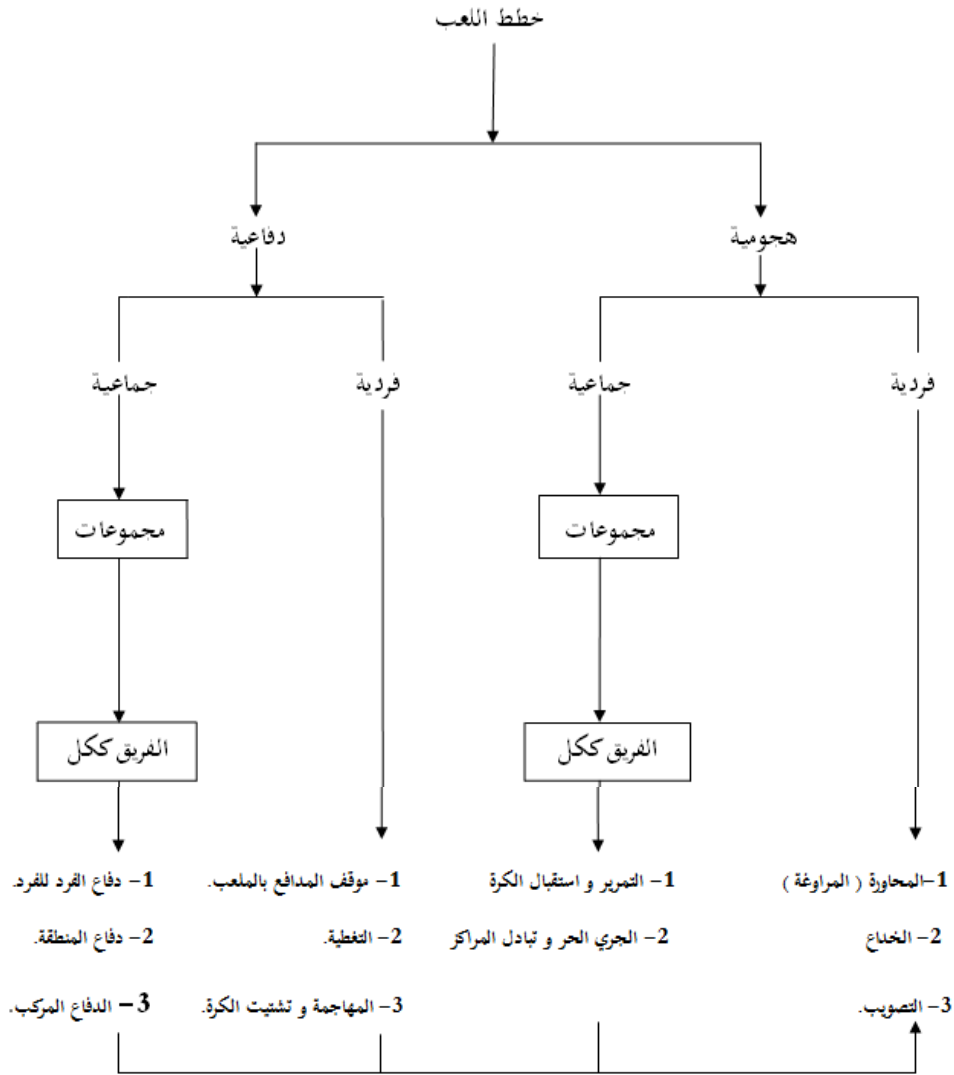 خطط اللعب
هجومية
دفاعية
فردية
جماعية
فردية
جماعية
مجموعات
مجموعات
الفريق ككل
الفريق ككل
1-المحاورة ( المراوغة )
1- التمرير و استقبال الكرة
1- موقف المدافع بالملعب.
1- دفاع الفرد للفرد.
2- الخداع
2- الجري الحر و تبادل المراكز
2- التغطية.
2- دفاع المنطقة.
3- التصويب.
3- المهاجمة و تشتيت الكرة.
3- الدفاع المركب.